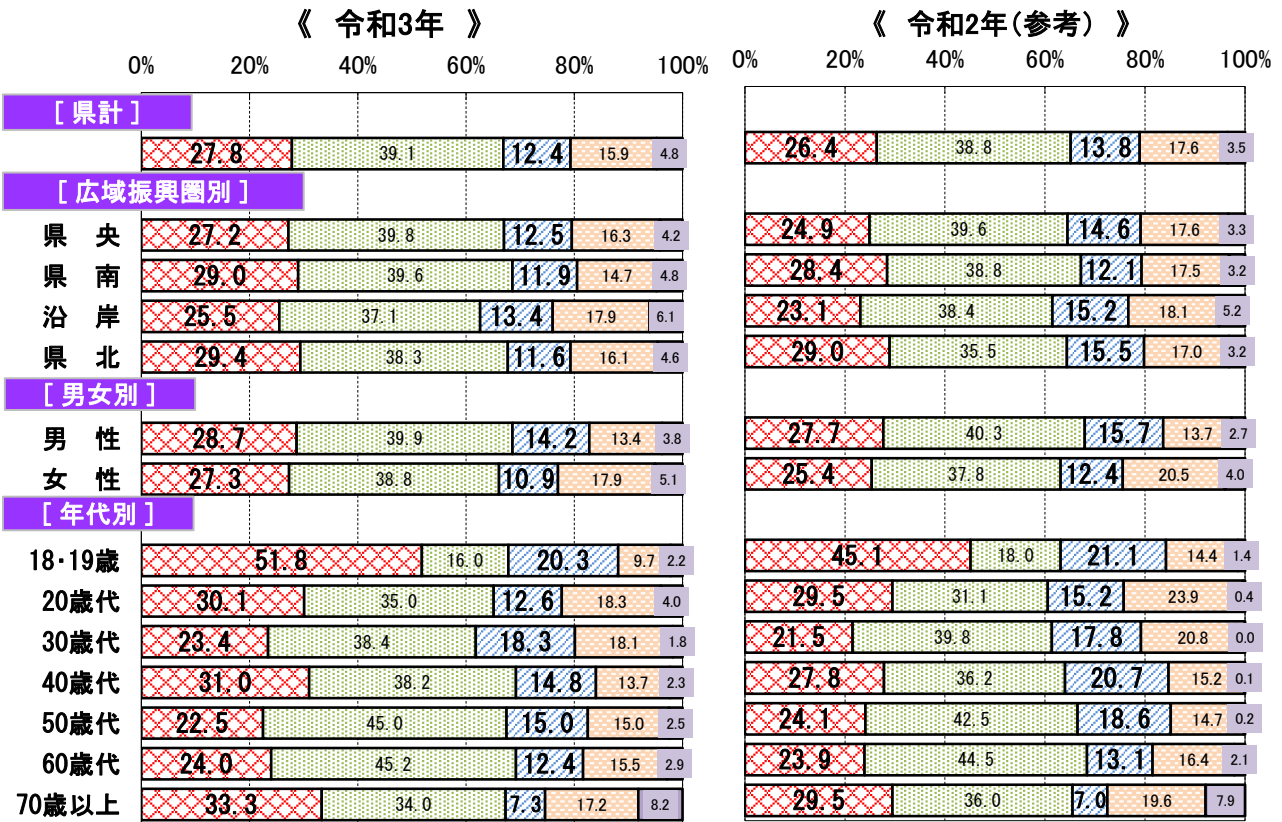 《 令和3年 》 《 令和2年(参考) 》
0% 20% 40% 60% 80% 100% 0% 20% 40% 60% 80% 100%
[ 県計 ]
27.8 39.1 12.4 15.9 4.8 26.4 38.8 13.8 17.6 3.5
[ 広域振興圏別 ]
県 央 27.2 39.8 12.5 16.3 4.2 24.9 39.6 14.6 17.6 3.3
県 南 29.0 39.6 11.9 14.7 4.8 28.4 38.8 12.1 17.5 3.2
沿 岸 25.5 37.1 13.4 17.9 6.1 23.1 38.4 15.2 18.1 5.2
県 北 29.4 38.3 11.6 16.1 4.6 29.0 35.5 15.5 17.0 3.2
[ 男女別 ]
男 性 28.7 39.9 14.2 13.4 3.8 27.7 40.3 15.7 13.7 2.7
女 性 27.3 38.8 10.9 17.9 5.1 25.4 37.8 12.4 20.5 4.0
[ 年代別 ]
18・19歳 51.8 16.0 20.3 9.7 2.2 45.1 18.0 21.1 14.4 1.4
20歳代 30.1 35.0 12.6 18.3 4.0 29.5 31.1 15.2 23.9 0.4
30歳代 23.4 38.4 18.3 18.1 1.8 21.5 39.8 17.8 20.8 0.0
40歳代 31.0 38.2 14.8 13.7 2.3 27.8 36.2 20.7 15.2 0.1
50歳代 22.5 45.0 15.0 15.0 2.5 24.1 42.5 18.6 14.7 0.2
60歳代 24.0 45.2 12.4 15.5 2.9 23.9 44.5 13.1 16.4 2.1
70歳以上 33.3 34.0 7.3 17.2 8.2 29.5 36.0 7.0 19.6 7.9